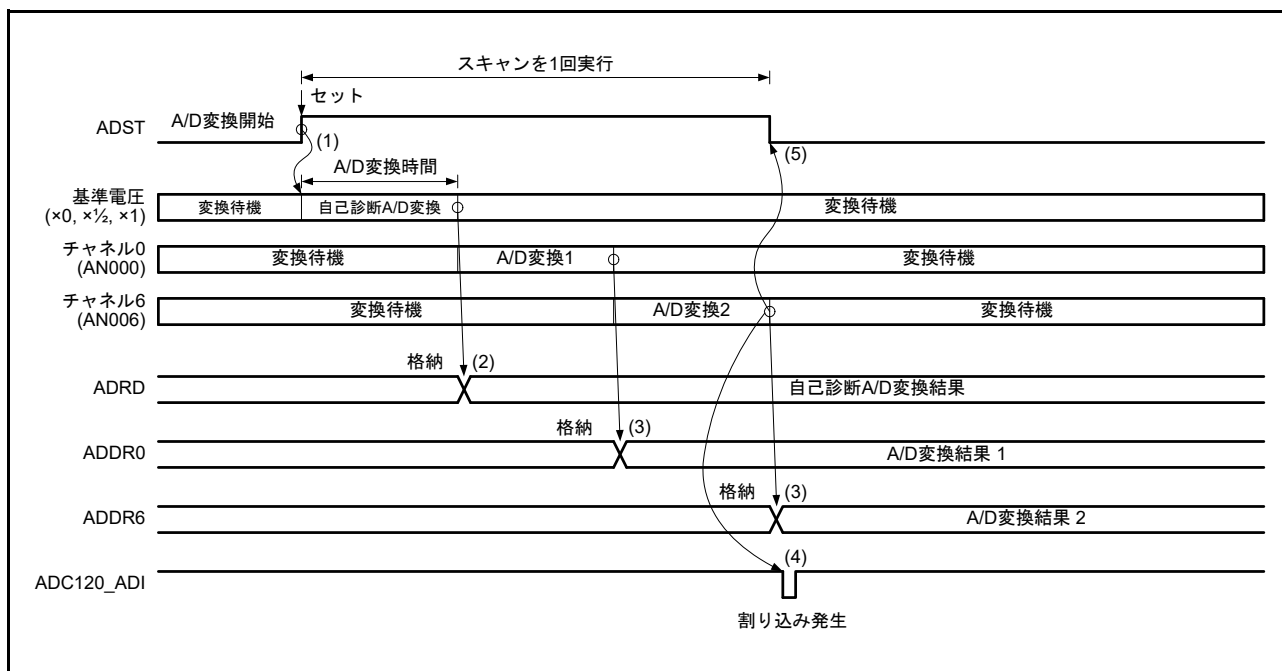 スキャンを1回実行
セット
ADST
A/D変換開始
(1)
(5)
A/D変換時間
基準電圧
(×0, ×½, ×1)
変換待機
自己診断A/D変換
変換待機
チャネル0
(AN000)
変換待機
A/D変換1
変換待機
チャネル6
(AN006)
変換待機
A/D変換2
変換待機
格納
(2)
ADRD
自己診断A/D変換結果
格納
(3)
ADDR0
A/D変換結果 1
格納
(3)
ADDR6
A/D変換結果 2
(4)
ADC120_ADI
割り込み発生